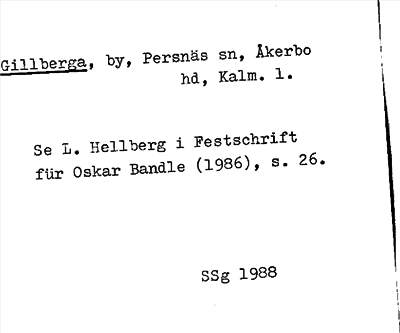 Gillberga, by, Persnäs sn, Åkerbo
hd, Kalm. l.
Se L. Hellberg i Festschrift
für Oskar Bandle (1986), s. 26.
SSg 1988